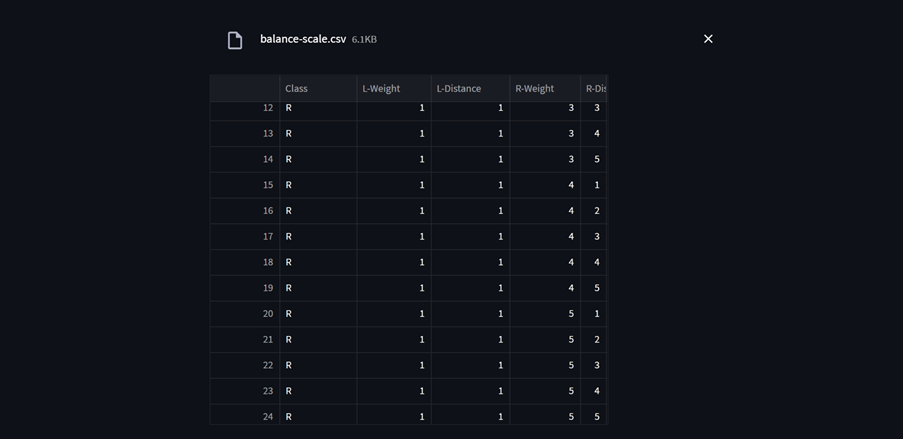 balance-scale.csv 6.1KB
Class L-Weight L-Distance R-Weight R-Dis
12 R 1 1 3 3
13 R 1 1 3 4
14 R 1 1 3 5
15 R 1 1 4 1
16 R 1 1 4 2
17 R 1 1 4 3
18 R 1 1 4 4
19 R 1 1 4 5
20 R 1 1 5 1
21 R 1 1 5 2
22 R 1 1 5 3
23 R 1 1 5 4
24 R 1 1 5 5